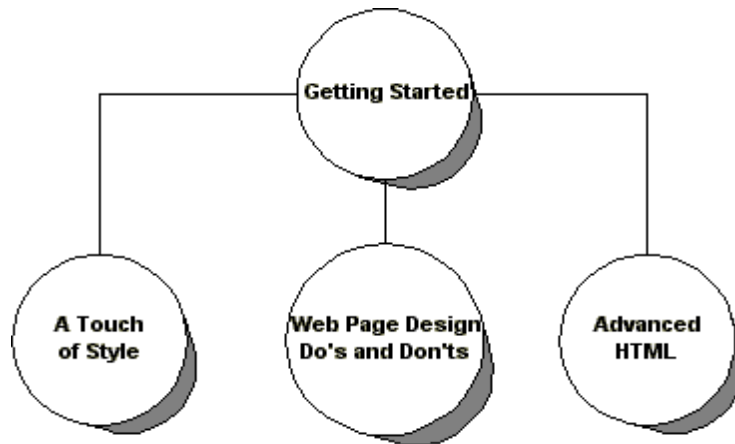 Getting Started
A Touch
of Style
Web Page Design
Do's and Don'ts
Advanced
HTML